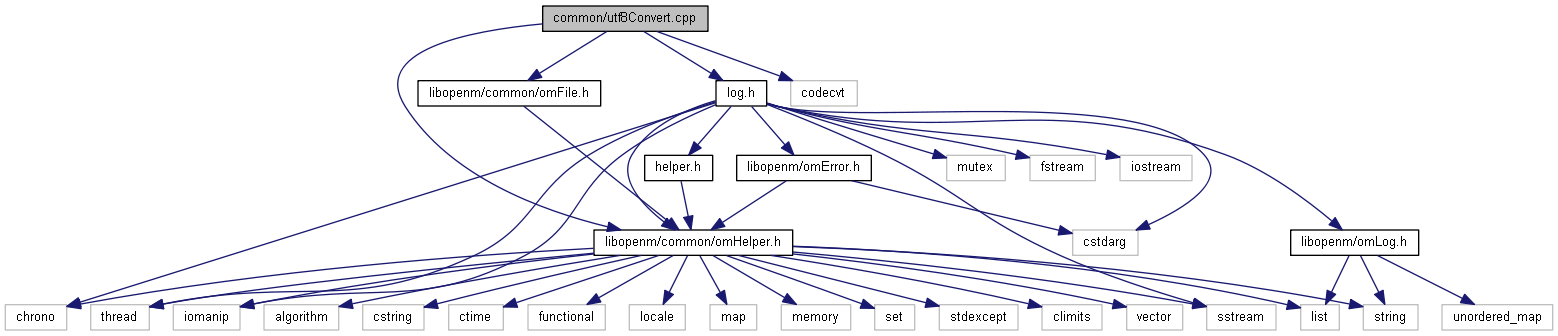 common/utf8Convert.cpp
libopenm/common/omFile.h
log.h
codecvt
helper.h
libopenm/omError.h
mutex
fstream
iostream
libopenm/common/omHelper.h
cstdarg
libopenm/omLog.h
chrono
thread
iomanip
algorithm
cstring
ctime
functional
locale
map
memory
set
stdexcept
climits
vector
sstream
list
string
unordered_map